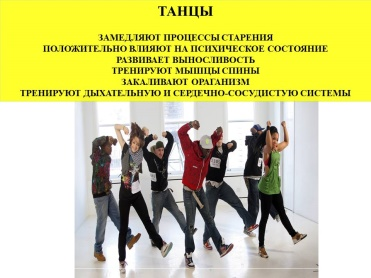 ТАНЦЫ
ЗАМЕДЛЯЮТ ПРОЦЕССЫ СТАРЕНИЯ
ПОЛОЖИТЕЛЬНО ВЛИЯЮТ НА ПСИХИЧЕСКОЕ СОСТОЯНИЕ
РАЗВИВАЕТ ВЫНОСЛИВОСТЬ
ТРЕНИРУЮТ МЫШЦЫ СПИНЫ
ЗАКАЛИВАЮТ ОРАГАНИЗМ
ТРЕНИРУЮТ ДЫХАТЕЛЬНУЮ И СЕРДЕЧНО-СОСУДИСТУЮ СИСТЕМЫ